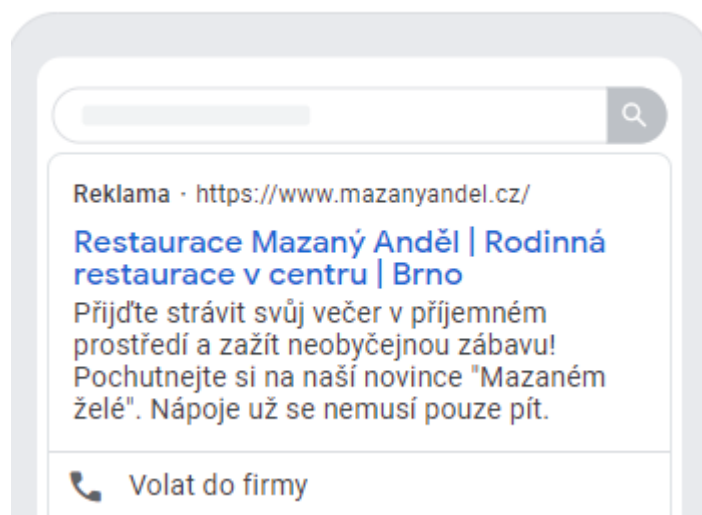 Reklama · https://www.mazanyandel.cz/
Restaurace Mazaný Anděl | Rodinná
restaurace v centru | Brno
Přijďte strávit svůj večer v příjemném
prostředí a zažít neobyčejnou zábavu!
Pochutnejte si na naší novince "Mazaném
želé". Nápoje už se nemusí pouze pít.
Volat do firmy